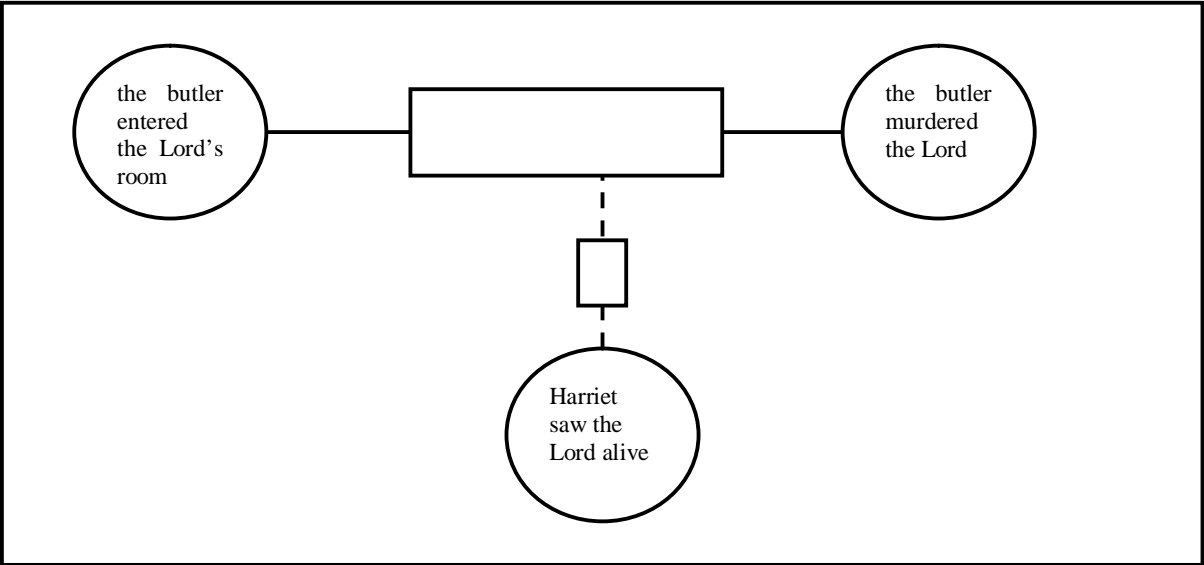 the butler
entered
the Lord’s
room
the butler
murdered
the Lord
Harriet
saw the
Lord alive